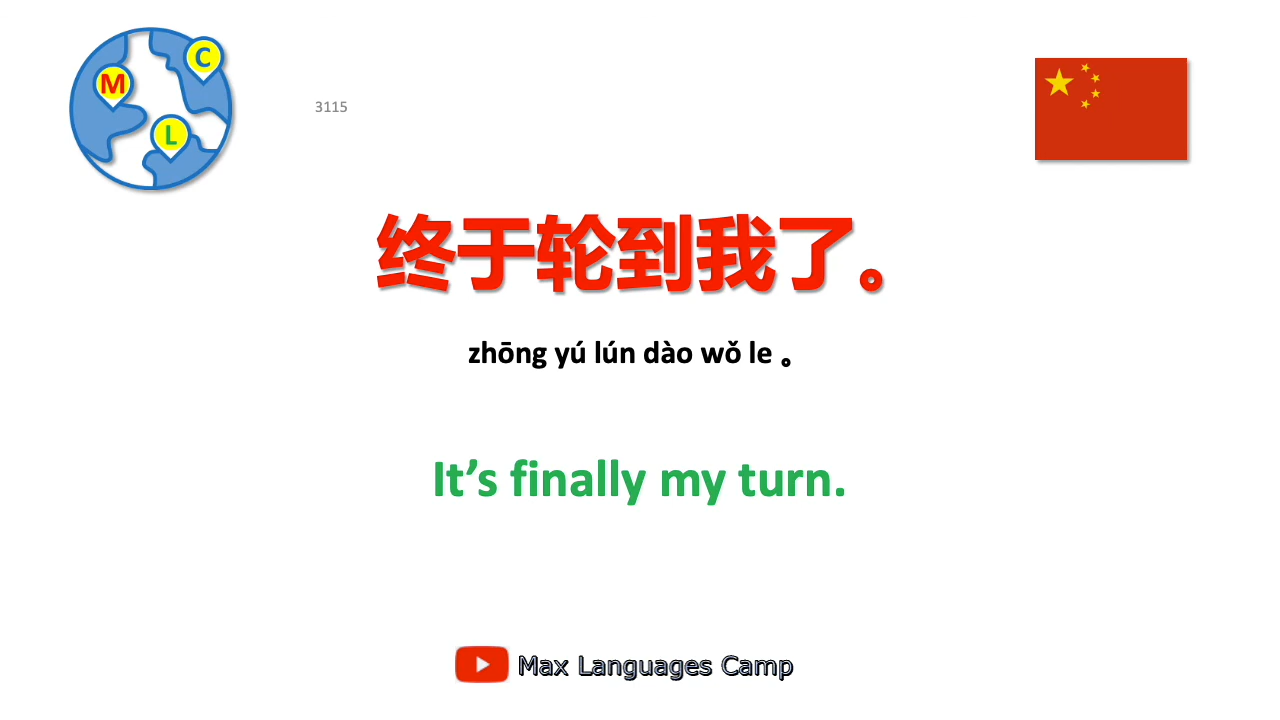 M
C
L
3115
终于轮到我了。
zhōng yú lún dào wǒ le 。
It’s finally my turn.
Max Languages Camp